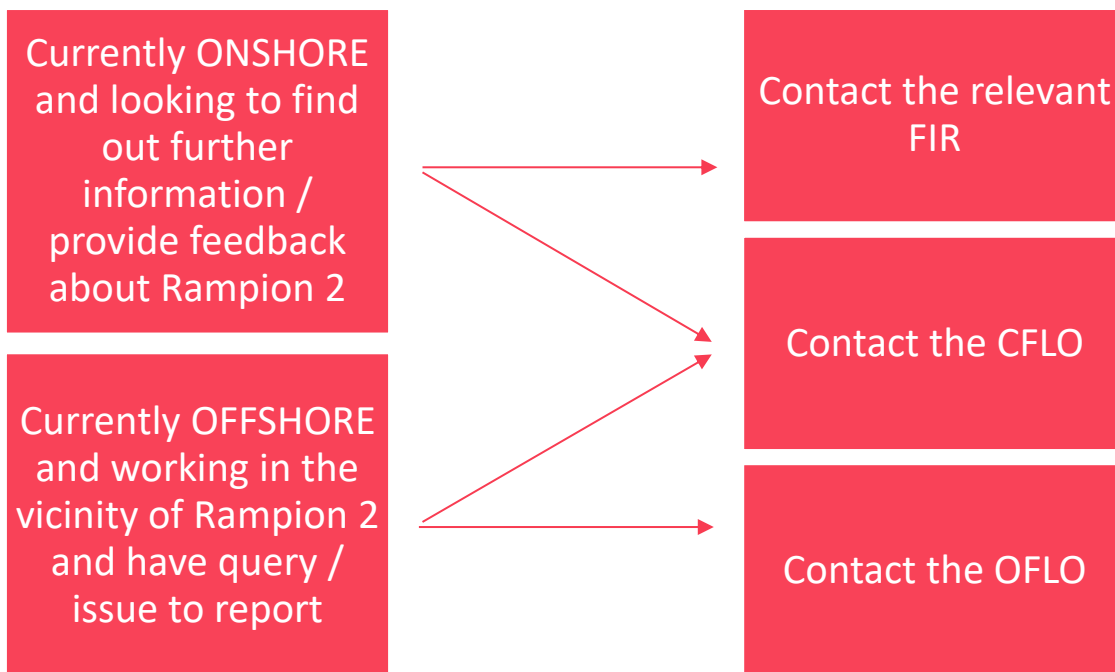 Currently ONSHORE
and looking to find
out further
information /
provide feedback
about Rampion 2
Currently OFFSHORE
and working in the
vicinity of Rampion 2
and have query /
issue to report
Contact the relevant
FIR
Contact the CFLO
Contact the OFLO